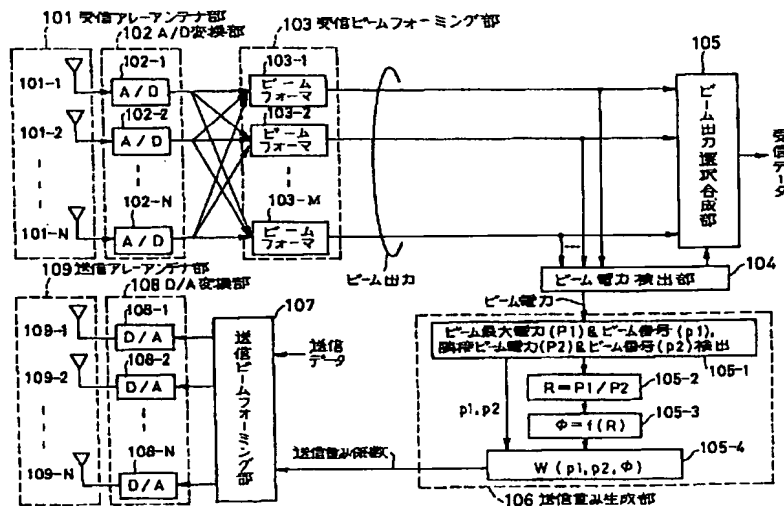 101 受信アレーアンテナ部
102 A/D変換部
103 受信ビームフォーミング部
105
101-1
102-1
A/D
103-1
ビーム
フォーマ
101-2
102-2
A/D
103-2
ビーム
フォーマ
101-N
102-N
A/D
103-M
ビーム
フォーマ
ビーム出力
ビーム出力選択合成部
受信データ
ビーム電力検出部
104
ビーム電力
109 送信アレーアンテナ部
108 D/A変換部
107
109-1
108-1
D/A
109-2
108-2
D/A
109-N
108-N
D/A
送信ビームフォーミング部
送信
データ
送信重み係数
ビーム最大電力(P1)&ビーム番号(p1),
隣接ビーム電力(P2)&ビーム番号(p2)検出
105-1
R=P1/P2
105-2
p1,p2
Φ=f(R)
105-3
W(p1,p2,Φ)
105-4
106 送信重み生成部